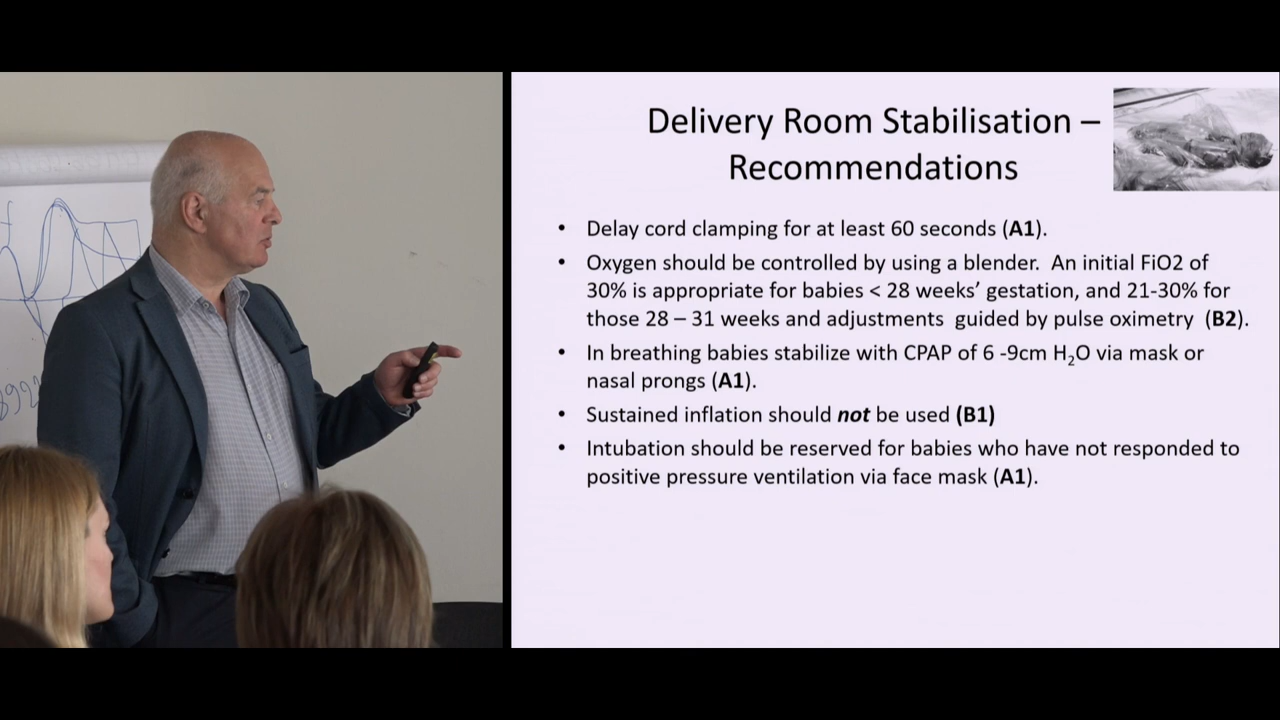 Delivery Room Stabilisation –
Recommendations
• Delay cord clamping for at least 60 seconds (A1).
• Oxygen should be controlled by using a blender.  An initial FiO2 of
30% is appropriate for babies < 28 weeks’ gestation, and 21-30% for
those 28 – 31 weeks and adjustments  guided by pulse oximetry  (B2).
• In breathing babies stabilize with CPAP of 6 -9cm H₂O via mask or
nasal prongs (A1).
• Sustained inflation should not be used (B1)
• Intubation should be reserved for babies who have not responded to
positive pressure ventilation via face mask (A1).